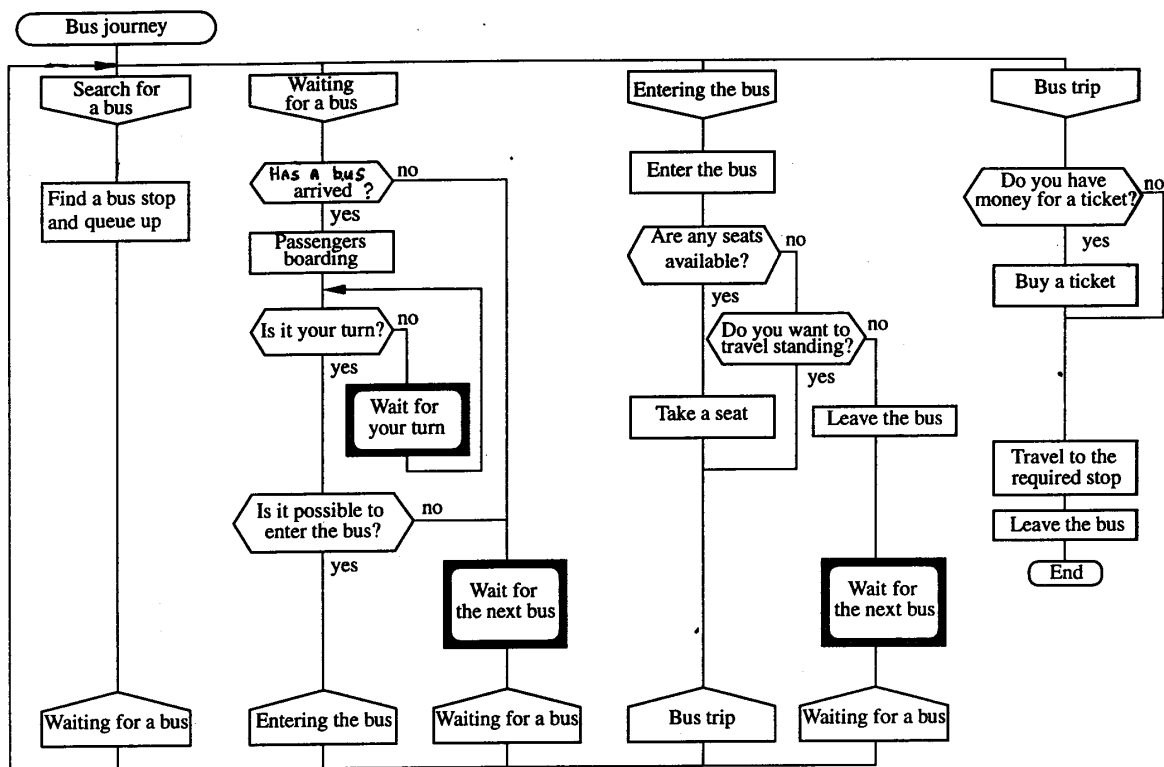 Bus journey
Search for
a bus
Find a bus stop
and queue up
Waiting for a bus
Waiting
for a bus
HAS A bUS
arrived ?
no
yes
Passengers
boarding
Is it your turn?
no
yes
Wait for
your turn
Is it possible to
enter the bus?
no
yes
Entering the bus
Wait for
the next bus
Waiting for a bus
Entering the bus
Enter the bus
Are any seats
available?
no
yes
Do you want to
travel standing?
no
yes
Take a seat
Bus trip
Leave the bus
Wait for
the next bus
Waiting for a bus
Bus trip
Do you have
money for a ticket?
no
yes
Buy a ticket
Travel to the
required stop
Leave the bus
End